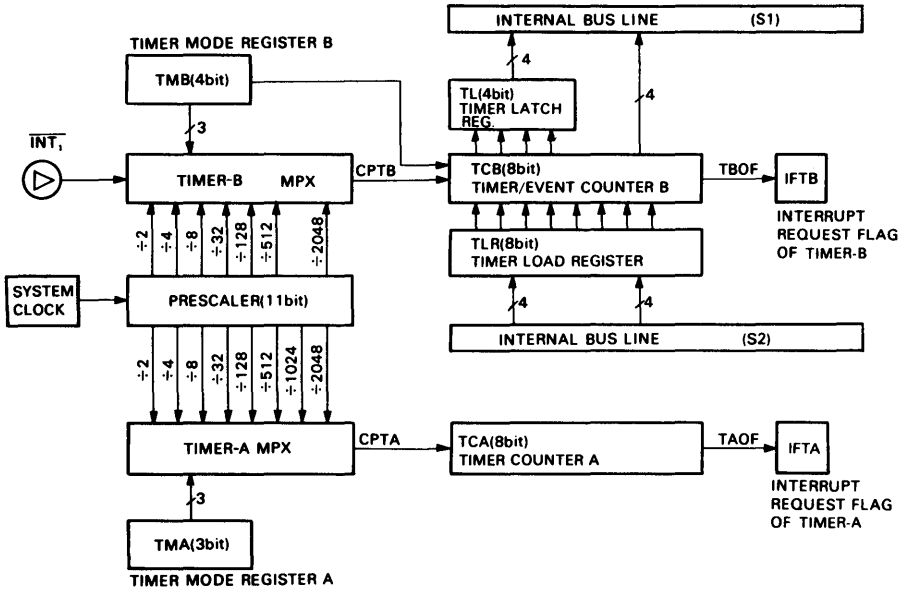 INTERNAL BUS LINE (S1)
TIMER MODE REGISTER B
TMB(4bit)
4
4
TL(4bit)
TIMER LATCH
REG.
3
INT₁
TIMER-B MPX
CPTB
TCB(8bit)
TIMER/EVENT COUNTER B
TBOF
IFTB
INTERRUPT
REQUEST FLAG
OF TIMER-B
÷2
÷4
÷8
÷32
÷128
÷512
÷2048
TLR(8bit)
TIMER LOAD REGISTER
SYSTEM
CLOCK
PRESCALER(11bit)
4
4
INTERNAL BUS LINE (S2)
÷2
÷4
÷8
÷32
÷128
÷512
÷1024
÷2048
TIMER-A MPX
CPTA
TCA(8bit)
TIMER COUNTER A
TAOF
IFTA
INTERRUPT
REQUEST FLAG
OF TIMER-A
3
TMA(3bit)
TIMER MODE REGISTER A